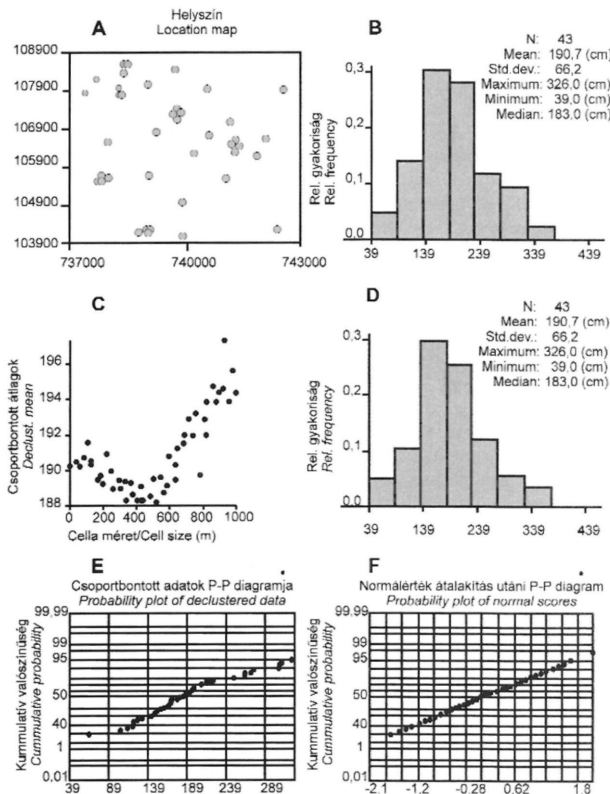 A
Helyszín
Location map
108900
107900
106900
105900
104900
103900
737000
740000
743000
B
N: 43
Mean: 190,7 (cm)
Std.dev.: 66,2
Maximum: 326,0 (cm)
Minimum: 39,0 (cm)
Median: 183,0 (cm)
Rel. gyakoriság
Rel. frequency
0,3
0,2
0,1
0,0
39
139
239
339
439
C
Csoportbontott átlagok
Declust. mean
196
194
192
190
188
0
200
400
600
800
1000
Cella méret/Cell size (m)
D
N: 43
Mean: 190,7 (cm)
Std.dev.: 66,2
Maximum: 326,0 (cm)
Minimum: 39,0 (cm)
Median: 183,0 (cm)
Rel. gyakoriság
Rel. frequency
0,3
0,2
0,1
0,0
39
139
239
339
439
E
Csoportbontott adatok P-P diagramja
Probability plot of declustered data
Kummulatív valószínűség
Cummulative probability
99,99
99
95
50
40
1
0,01
39
89
139
189
239
289
F
Normálérték átalakítás utáni P-P diagram
Probability plot of normal scores
Kummulatív valószínűség
Cummulative probability
99.99
99
95
50
40
1
0.01
-2.1
-1.2
-0.28
0.62
1.8